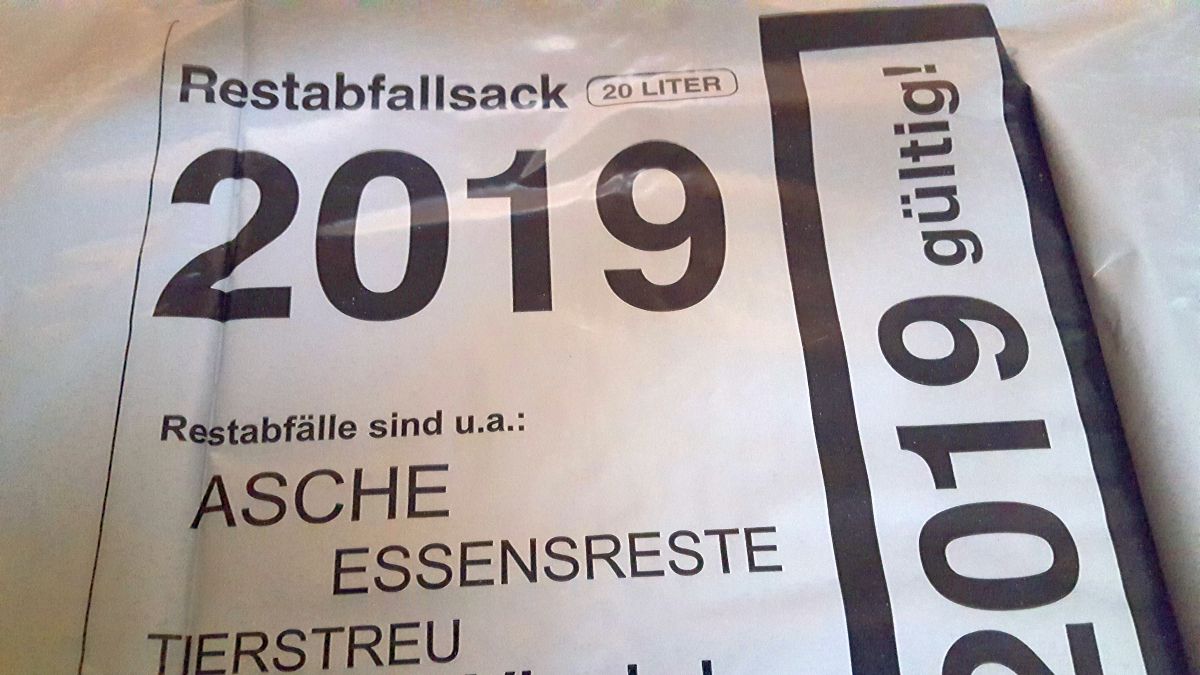 Restabfallsack 20 LITER
2019
Restabfälle sind u.a.:
ASCHE
ESSENSRESTE
TIERSTREU
2019 gültig!